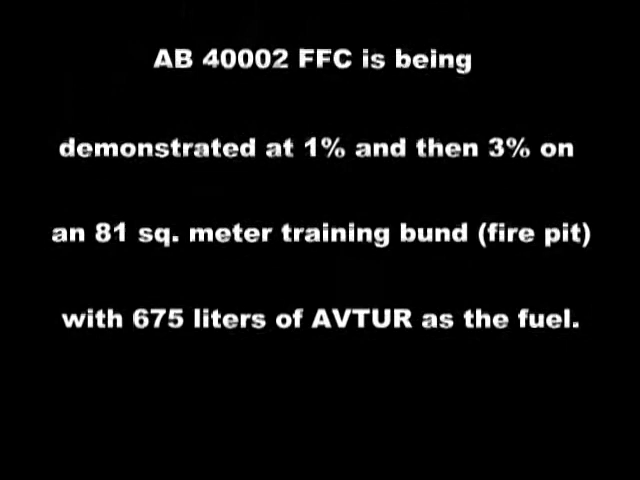 AB 40002 FFC is being
demonstrated at 1% and then 3% on
an 81 sq. meter training bund (fire pit)
with 675 liters of AVTUR as the fuel.